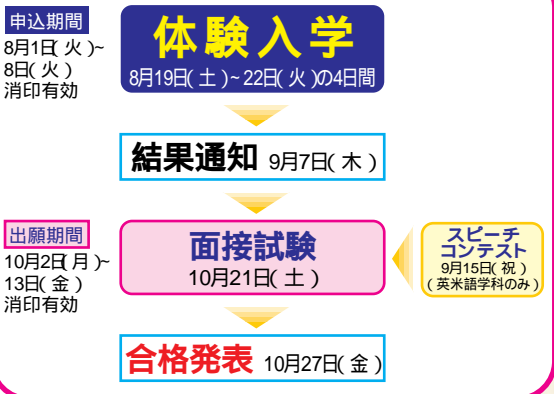 申込期間
8月1日(火)~
8日(火)
消印有効
体験入学
8月19日(土)~22日(火)の4日間
結果通知 9月7日(木)
出願期間
10月2日(月)~
13日(金)
消印有効
面接試験
10月21日(土)
スピーチ
コンテスト
9月15日(祝)
(英米語学科のみ)
合格発表 10月27日(金)